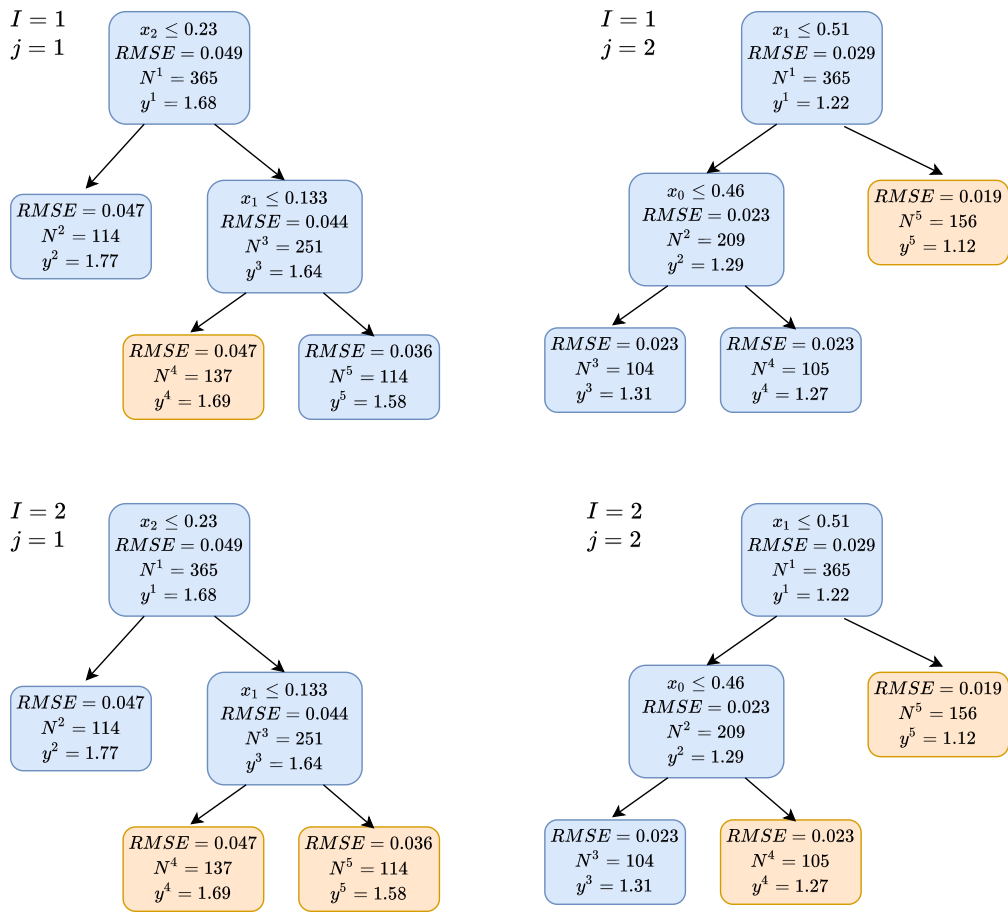 I = 1
j = 1
x₂ ≤ 0.23
RMSE = 0.049
N¹ = 365
y¹ = 1.68
RMSE = 0.047
N² = 114
y² = 1.77
x₁ ≤ 0.133
RMSE = 0.044
N³ = 251
y³ = 1.64
RMSE = 0.047
N⁴ = 137
y⁴ = 1.69
RMSE = 0.036
N⁵ = 114
y⁵ = 1.58
I = 1
j = 2
x₁ ≤ 0.51
RMSE = 0.029
N¹ = 365
y¹ = 1.22
x₀ ≤ 0.46
RMSE = 0.023
N² = 209
y² = 1.29
RMSE = 0.019
N⁵ = 156
y⁵ = 1.12
RMSE = 0.023
N³ = 104
y³ = 1.31
RMSE = 0.023
N⁴ = 105
y⁴ = 1.27
I = 2
j = 1
x₂ ≤ 0.23
RMSE = 0.049
N¹ = 365
y¹ = 1.68
RMSE = 0.047
N² = 114
y² = 1.77
x₁ ≤ 0.133
RMSE = 0.044
N³ = 251
y³ = 1.64
RMSE = 0.047
N⁴ = 137
y⁴ = 1.69
RMSE = 0.036
N⁵ = 114
y⁵ = 1.58
I = 2
j = 2
x₁ ≤ 0.51
RMSE = 0.029
N¹ = 365
y¹ = 1.22
x₀ ≤ 0.46
RMSE = 0.023
N² = 209
y² = 1.29
RMSE = 0.019
N⁵ = 156
y⁵ = 1.12
RMSE = 0.023
N³ = 104
y³ = 1.31
RMSE = 0.023
N⁴ = 105
y⁴ = 1.27